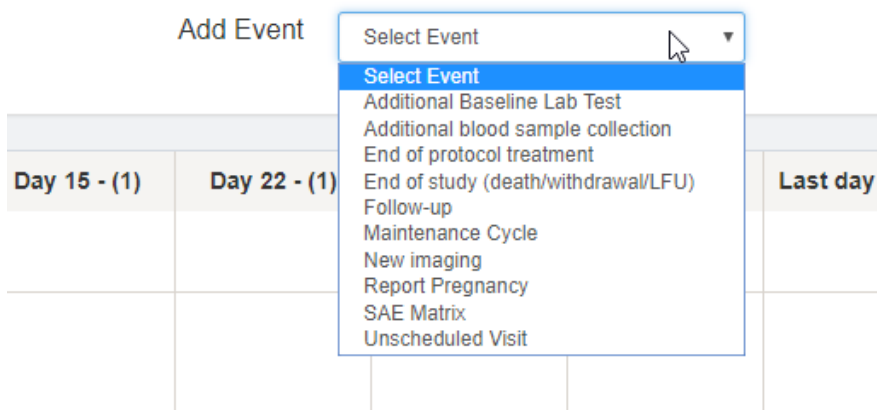 Add Event
Select Event
Select Event
Additional Baseline Lab Test
Additional blood sample collection
End of protocol treatment
End of study (death/withdrawal/LFU)
Follow-up
Maintenance Cycle
New imaging
Report Pregnancy
SAE Matrix
Unscheduled Visit
Day 15 - (1)
Day 22 - (1)
Last day